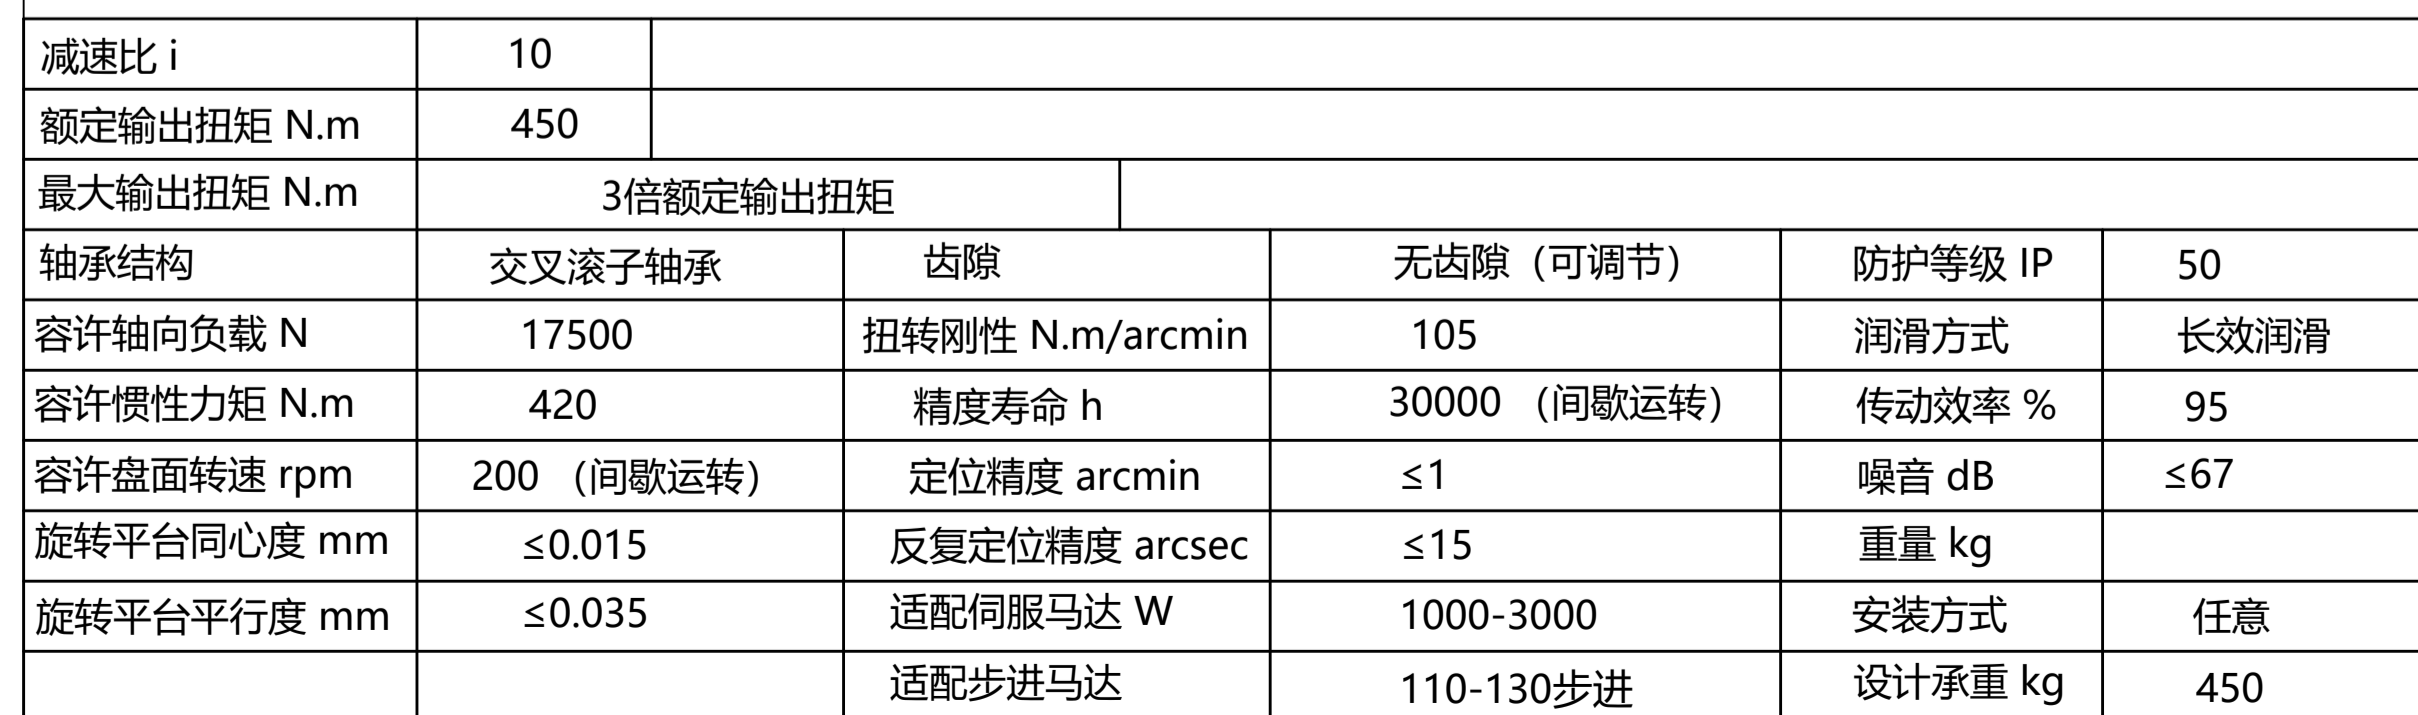 减速比 i 10
额定输出扭矩 N.m 450
最大输出扭矩 N.m 3倍额定输出扭矩
轴承结构 交叉滚子轴承 齿隙 无齿隙（可调节） 防护等级 IP 50
容许轴向负载 N 17500 扭转刚性 N.m/arcmin 105 润滑方式 长效润滑
容许惯性力矩 N.m 420 精度寿命 h 30000 （间歇运转） 传动效率 % 95
容许盘面转速 rpm 200 （间歇运转） 定位精度 arcmin ≤1 噪音 dB ≤67
旋转平台同心度 mm ≤0.015 反复定位精度 arcsec ≤15 重量 kg
旋转平台平行度 mm ≤0.035 适配伺服马达 W 1000-3000 安装方式 任意
适配步进马达 110-130步进 设计承重 kg 450